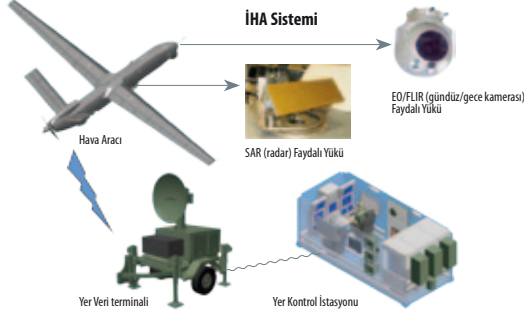 İHA Sistemi
EO/FLIR (gündüz/gece kamerası)
Faydalı Yükü
Hava Aracı
SAR (radar) Faydalı Yükü
Yer Veri terminali
Yer Kontrol İstasyonu